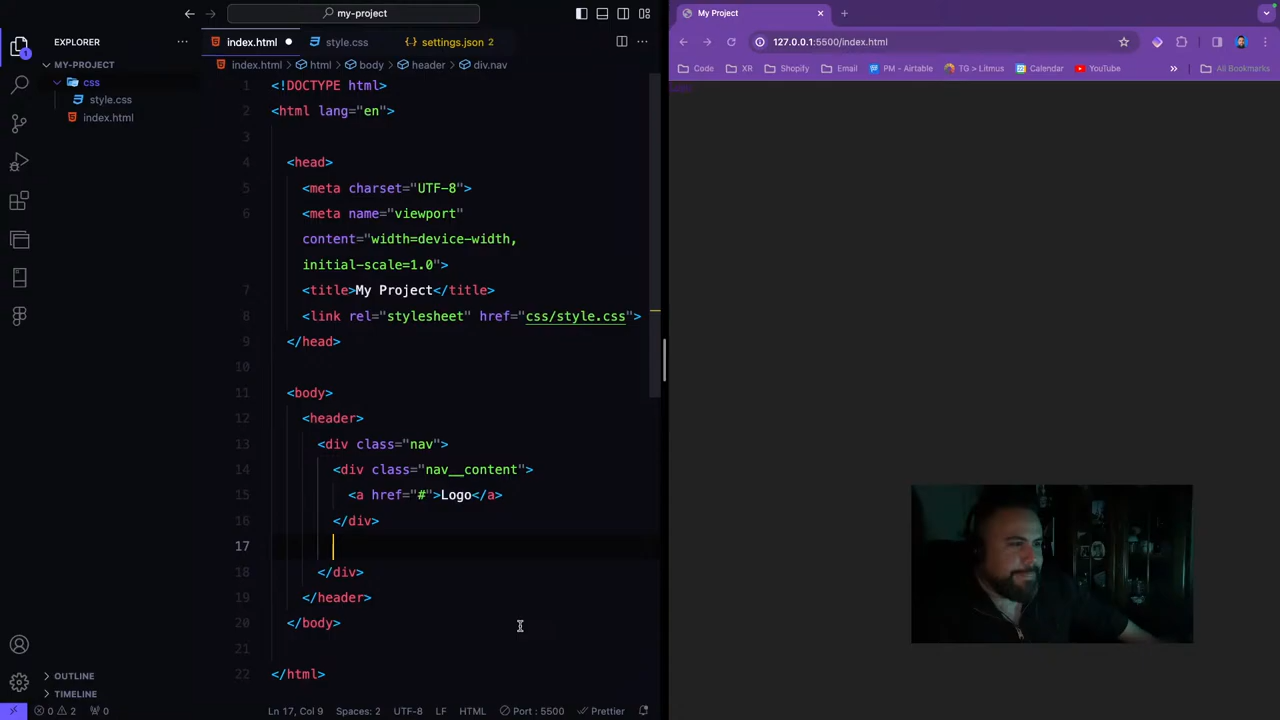 my-project
EXPLORER
MY-PROJECT
css
style.css
index.html
OUTLINE
TIMELINE
1
index.html
style.css
settings.json 2
index.html
html
body
header
div.nav
1 <!DOCTYPE html>
2 <html lang="en">
3
4 <head>
5 <meta charset="UTF-8">
6 <meta name="viewport"
content="width=device-width,
initial-scale=1.0">
7 <title>My Project</title>
8 <link rel="stylesheet" href="css/style.css">
9 </head>
10
11 <body>
12 <header>
13 <div class="nav">
14 <div class="nav__content">
15 <a href="#">Logo</a>
16 </div>
17
18 </div>
19 </header>
20 </body>
21
22 </html>
0 2 0
Ln 17, Col 9 Spaces: 2 UTF-8 LF HTML Port : 5500 Prettier
My Project
127.0.0.1:5500/index.html
Code XR Shopify Email PM - Airtable TG > Litmus Calendar YouTube All Bookmarks